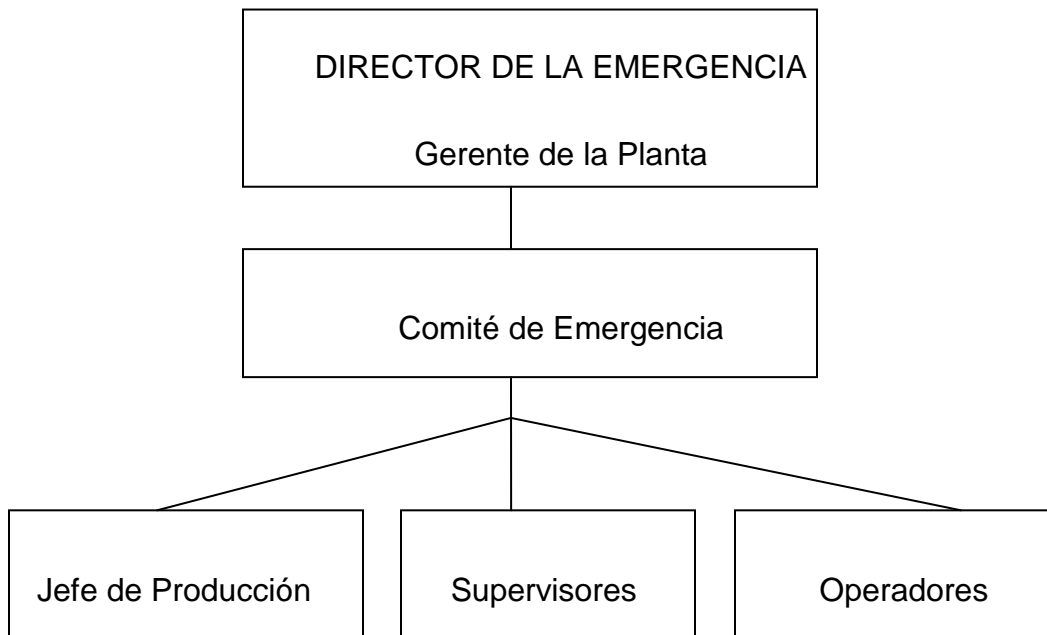 DIRECTOR DE LA EMERGENCIA
Gerente de la Planta
Comité de Emergencia
Jefe de Producción
Supervisores
Operadores